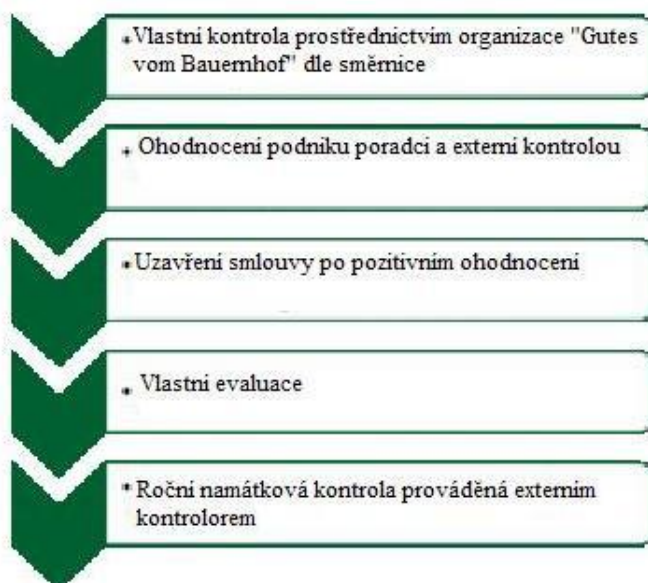 • Vlastní kontrola prostřednictvím organizace "Gutes
vom Bauernhof" dle směrnice
• Ohodnocení podniku poradci a externí kontrolou
• Uzavření smlouvy po pozitivním ohodnocení
• Vlastní evaluace
• Roční namátková kontrola prováděná externím
kontrolorem